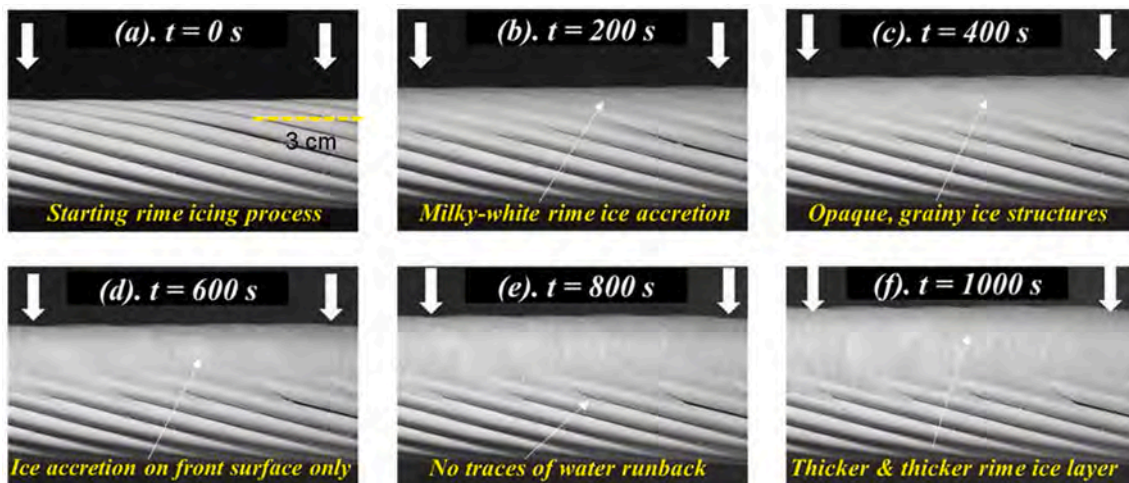 (a). t = 0 s
3 cm
Starting rime icing process
(b). t = 200 s
Milky-white rime ice accretion
(c). t = 400 s
Opaque, grainy ice structures
(d). t = 600 s
Ice accretion on front surface only
(e). t = 800 s
No traces of water runback
(f). t = 1000 s
Thicker & thicker rime ice layer